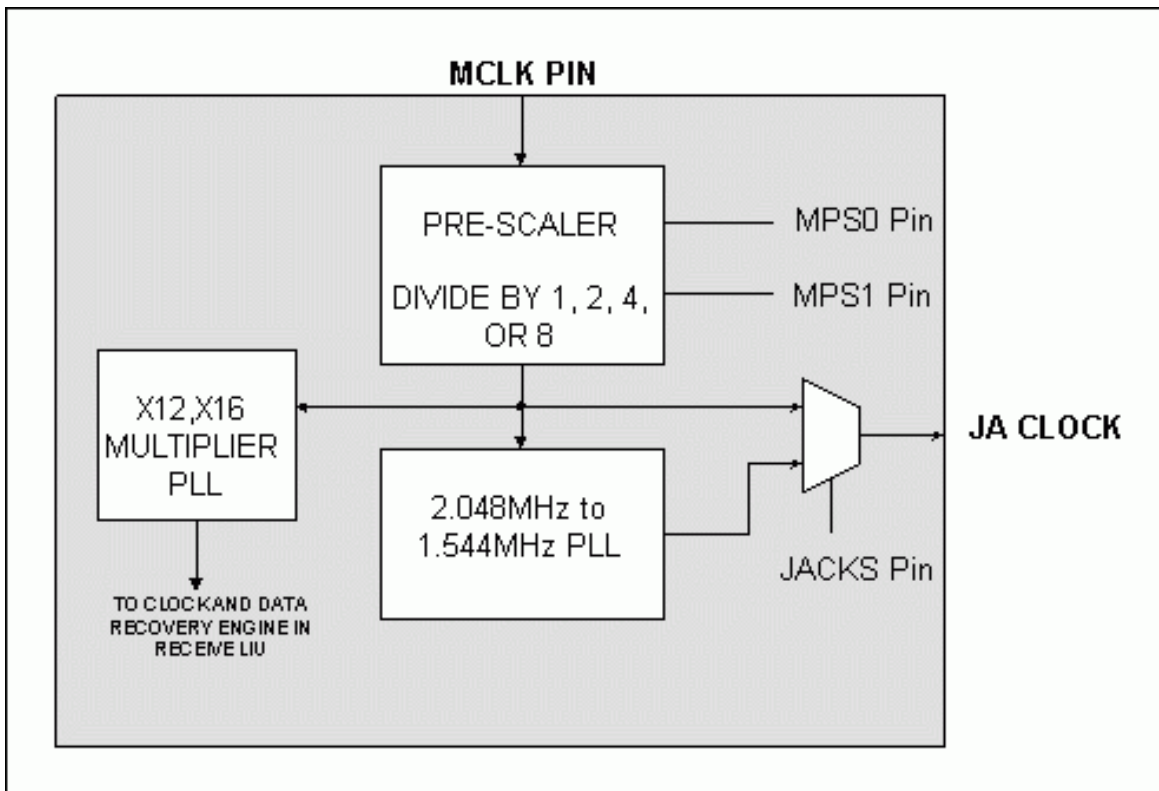 MCLK PIN
PRE-SCALER
DIVIDE BY 1, 2, 4,
OR 8
MPS0 Pin
MPS1 Pin
X12,X16
MULTIPLIER
PLL
2.048MHz to
1.544MHz PLL
JA CLOCK
JACKS Pin
TO CLOCKAND DATA
RECOVERY ENGINE IN
RECEIVE LIU